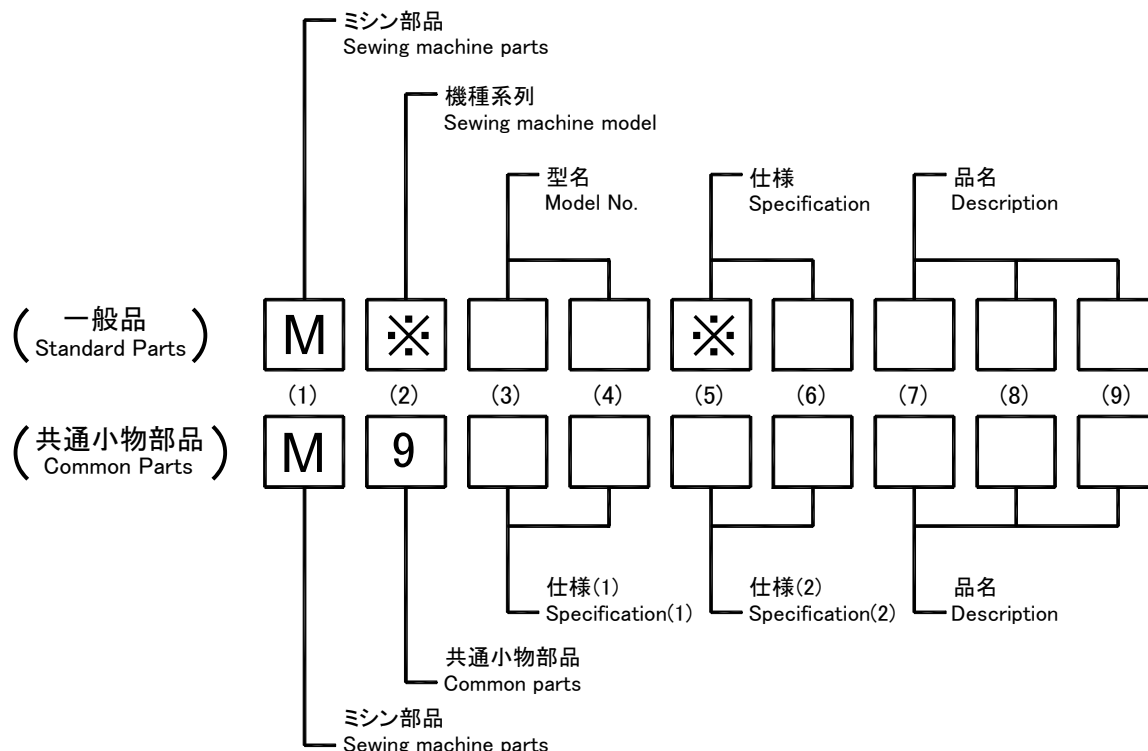 ミシン部品
Sewing machine parts
機種系列
Sewing machine model
型名
Model No.
仕様
Specification
品名
Description
一般品
Standard Parts
M ※ ※
(1) (2) (3) (4) (5) (6) (7) (8) (9)
共通小物部品
Common Parts
M 9
仕様(1)
Specification(1)
仕様(2)
Specification(2)
品名
Description
共通小物部品
Common parts
ミシン部品
Sewing machine parts